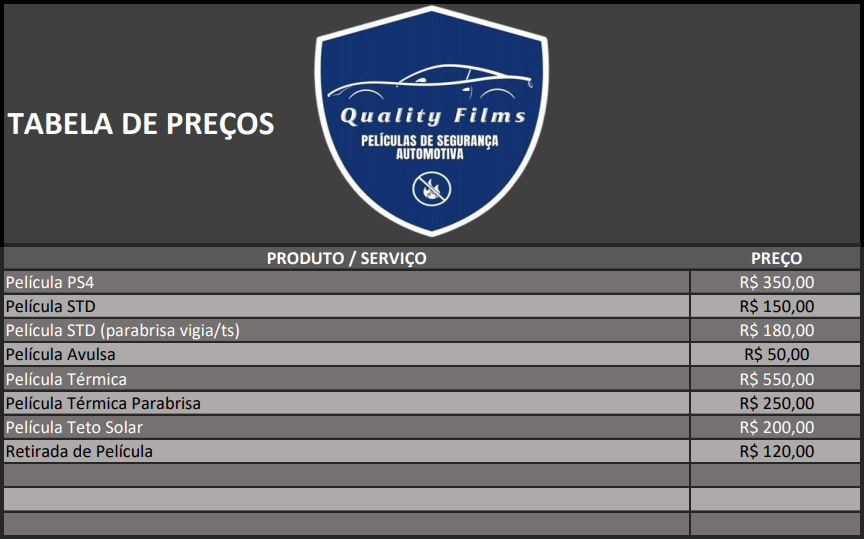 TABELA DE PREÇOS
Quality Films
PELÍCULAS DE SEGURANÇA
AUTOMOTIVA
PRODUTO / SERVIÇO PREÇO
Película PS4 R$ 350,00
Película STD R$ 150,00
Película STD (parabrisa vigia/ts) R$ 180,00
Película Avulsa R$ 50,00
Película Térmica R$ 550,00
Película Térmica Parabrisa R$ 250,00
Película Teto Solar R$ 200,00
Retirada de Película R$ 120,00